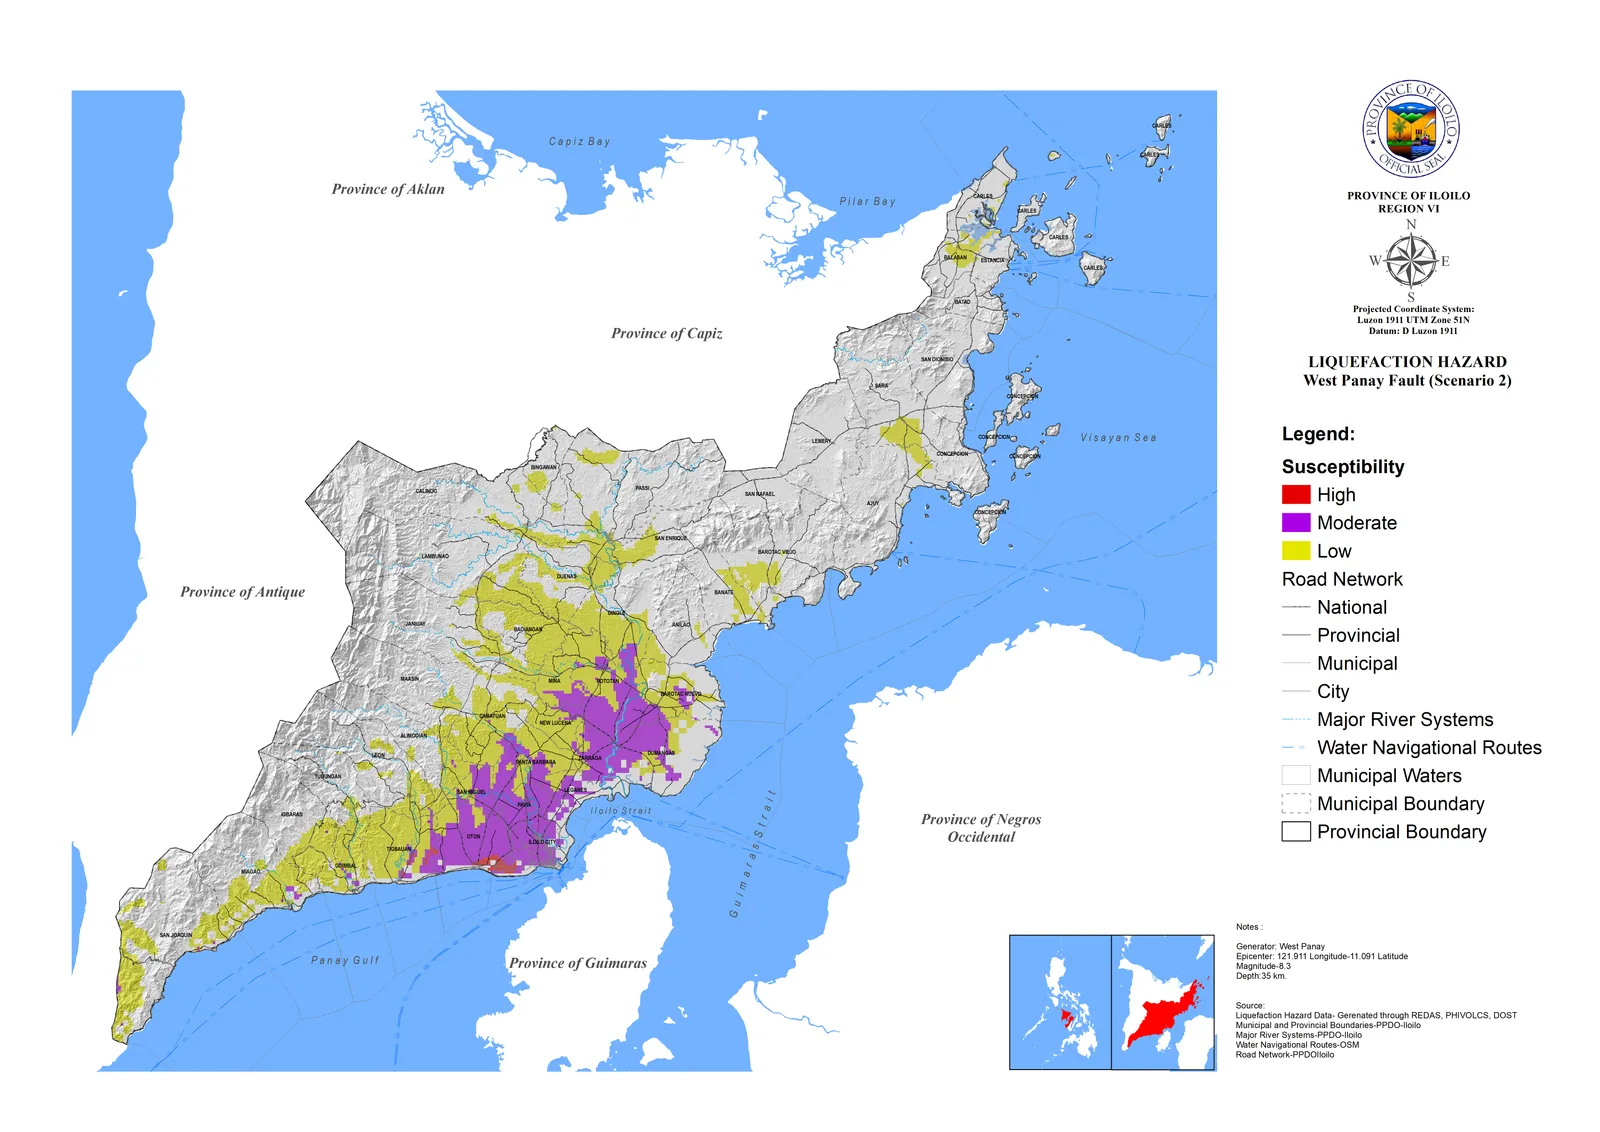 Capiz Bay
Province of Aklan
Pilar Bay
Province of Capiz
Province of Antique
Visayan Sea
Iloilo Strait
Guimaras Strait
Province of Negros
Occidental
Panay Gulf
Province of Guimaras
CARLES
CARLES
CARLES
CARLES
CARLES
CARLES
BALASAN
ESTANCIA
BATAD
SAN DIONISIO
SARA
CONCEPCION
CONCEPCION
CONCEPCION
CONCEPCION
CONCEPCION
LEMERY
AJUY
SAN RAFAEL
BINGAWAN
PASSI
CALINOG
SAN ENRIQUE
BAROTAC VIEJO
LAMBUNAO
DUENAS
BANATE
DINGLE
ANILAO
JANIUAY
BADIANGAN
MAASIN
MINA
POTOTAN
BAROTAC NUEVO
CABATUAN
NEW LUCENA
ALIMODIAN
LEON
SANTA BARBARA
ZARRAGA
DUMANGAS
TUBUNGAN
SAN MIGUEL
LEGANES
PAVIA
IGBARAS
OTON
ILOILO CITY
TIGBAUAN
GUIMBAL
MIAGAO
SAN JOAQUIN
PROVINCE OF ILOILO
OFFICIAL SEAL
PROVINCE OF ILOILO
REGION VI
N
W
E
S
Projected Coordinate System:
Luzon 1911 UTM Zone 51N
Datum: D Luzon 1911
LIQUEFACTION HAZARD
West Panay Fault (Scenario 2)
Legend:
Susceptibility
High
Moderate
Low
Road Network
National
Provincial
Municipal
City
Major River Systems
Water Navigational Routes
Municipal Waters
Municipal Boundary
Provincial Boundary
Notes :
Generator: West Panay
Epicenter: 121.911 Longitude-11.091 Latitude
Magnitude-8.3
Depth:35 km.
Source:
Liquefaction Hazard Data- Gerenated through REDAS, PHIVOLCS, DOST
Municipal and Provincial Boundaries-PPDO-Iloilo
Major River Systems-PPDO-Iloilo
Water Navigational Routes-OSM
Road Network-PPDOIloilo